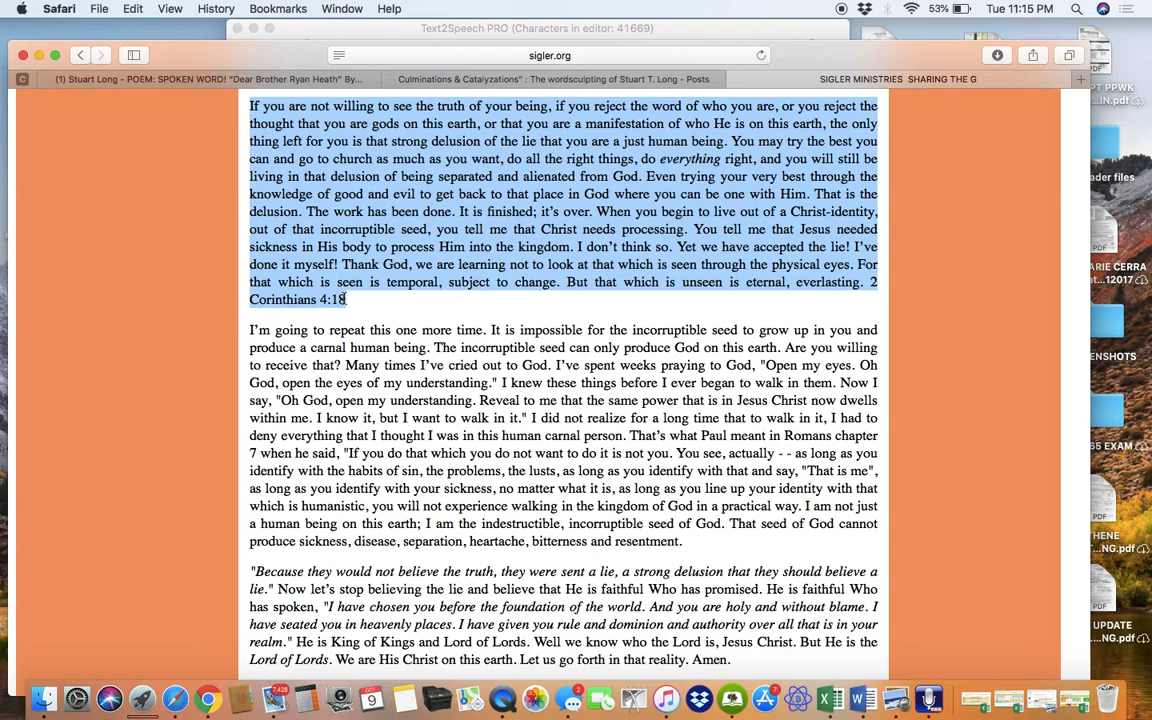 Safari File Edit View History Bookmarks Window Help 53% Tue 11:15 PM
Text2Speech PRO (Characters in editor: 41669)
sigler.org
C (1) Stuart Long - POEM: SPOKEN WORD! “Dear Brother Ryan Heath” By... Culminations & Catalyzations" : The wordsculpting of Stuart T. Long - Posts SIGLER MINISTRIES SHARING THE G
If you are not willing to see the truth of your being, if you reject the word of who you are, or you reject the
thought that you are gods on this earth, or that you are a manifestation of who He is on this earth, the only
thing left for you is that strong delusion of the lie that you are a just human being. You may try the best you
can and go to church as much as you want, do all the right things, do everything right, and you will still be
living in that delusion of being separated and alienated from God. Even trying your very best through the
knowledge of good and evil to get back to that place in God where you can be one with Him. That is the
delusion. The work has been done. It is finished; it’s over. When you begin to live out of a Christ-identity,
out of that incorruptible seed, you tell me that Christ needs processing. You tell me that Jesus needed
sickness in His body to process Him into the kingdom. I don’t think so. Yet we have accepted the lie! I’ve
done it myself! Thank God, we are learning not to look at that which is seen through the physical eyes. For
that which is seen is temporal, subject to change. But that which is unseen is eternal, everlasting. 2
Corinthians 4:18
I’m going to repeat this one more time. It is impossible for the incorruptible seed to grow up in you and
produce a carnal human being. The incorruptible seed can only produce God on this earth. Are you willing
to receive that? Many times I’ve cried out to God. I’ve spent weeks praying to God, "Open my eyes. Oh
God, open the eyes of my understanding." I knew these things before I ever began to walk in them. Now I
say, "Oh God, open my understanding. Reveal to me that the same power that is in Jesus Christ now dwells
within me. I know it, but I want to walk in it." I did not realize for a long time that to walk in it, I had to
deny everything that I thought I was in this human carnal person. That’s what Paul meant in Romans chapter
7 when he said, "If you do that which you do not want to do it is not you. You see, actually - - as long as you
identify with the habits of sin, the problems, the lusts, as long as you identify with that and say, "That is me",
as long as you identify with your sickness, no matter what it is, as long as you line up your identity with that
which is humanistic, you will not experience walking in the kingdom of God in a practical way. I am not just
a human being on this earth; I am the indestructible, incorruptible seed of God. That seed of God cannot
produce sickness, disease, separation, heartache, bitterness and resentment.
"Because they would not believe the truth, they were sent a lie, a strong delusion that they should believe a
lie." Now let’s stop believing the lie and believe that He is faithful Who has promised. He is faithful Who
has spoken, "I have chosen you before the foundation of the world. And you are holy and without blame. I
have seated you in heavenly places. I have given you rule and dominion and authority over all that is in your
realm." He is King of Kings and Lord of Lords. Well we know who the Lord is, Jesus Christ. But He is the
Lord of Lords. We are His Christ on this earth. Let us go forth in that reality. Amen.
PT PPWK
IN.pdf
ader files
ARIE CERRA
12017
ENSHOTS
65 EXAM
THENE
NG.pdf
UPDATE
NG.pdf
7,428
OCT
9
2
7
PRO